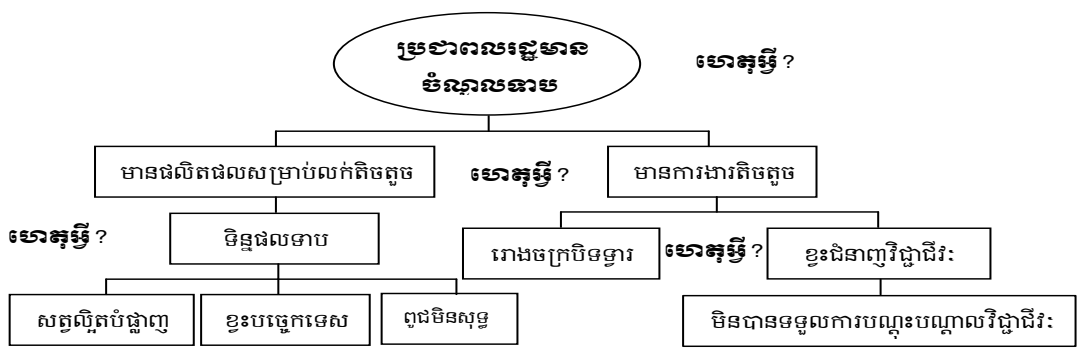 ប្រជាពលរដ្ឋមាន
ចំណូលទាប
ហេតុអ្វី ?
មានផលិតផលសម្រាប់លក់តិចតួច
ហេតុអ្វី ?
មានការងារតិចតួច
ហេតុអ្វី ?
ទិន្នផលទាប
រោងចក្របិទទ្វារ
ហេតុអ្វី ?
ខ្វះជំនាញវិជ្ជាជីវៈ
សត្វល្អិតបំផ្លាញ
ខ្វះបច្ចេកទេស
ពូជមិនសុទ្ធ
មិនបានទទួលការបណ្តុះបណ្តាលវិជ្ជាជីវៈ